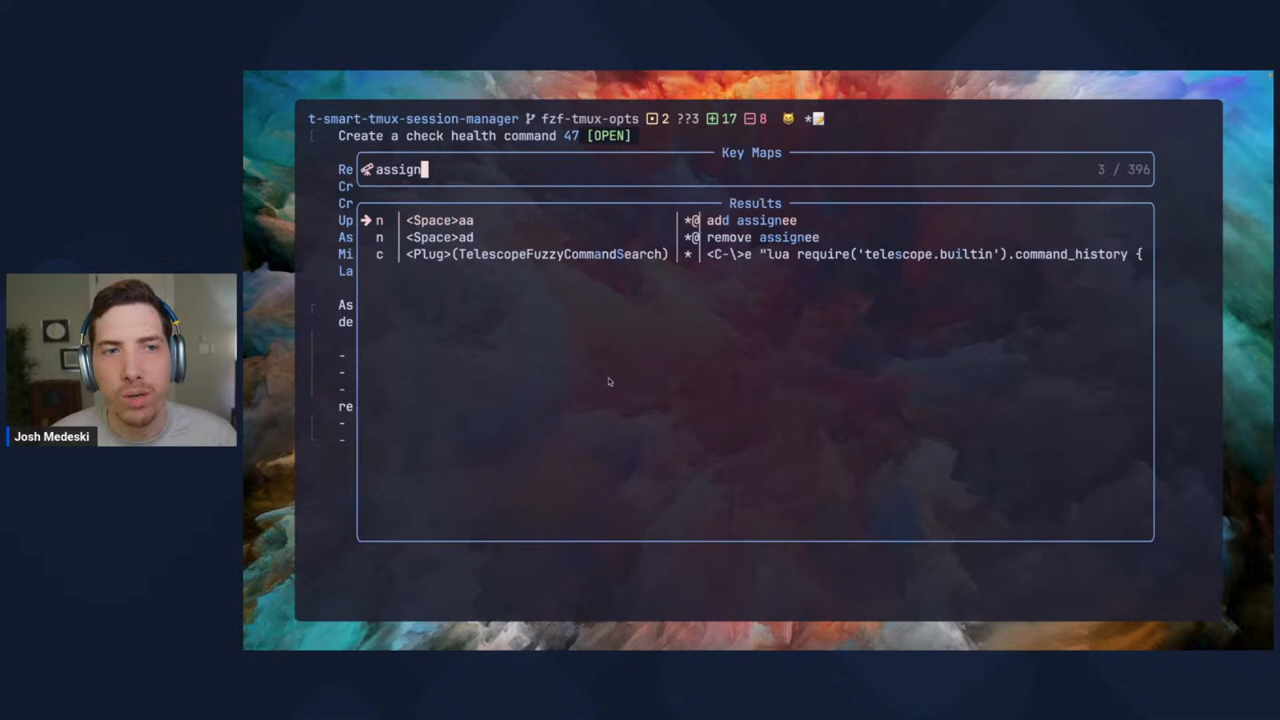 t-smart-tmux-session-manager fzf-tmux-opts 2 ??3 17 8 *
Create a check health command 47 [OPEN]
Key Maps
Re assign 3 / 396
Cr
Cr Results
Up n <Space>aa *@ add assignee
As n <Space>ad *@ remove assignee
Mi c <Plug>(TelescopeFuzzyCommandSearch) * <C-\>e "lua require('telescope.builtin').command_history {
La
As
de
-
-
-
re
-
-
Josh Medeski